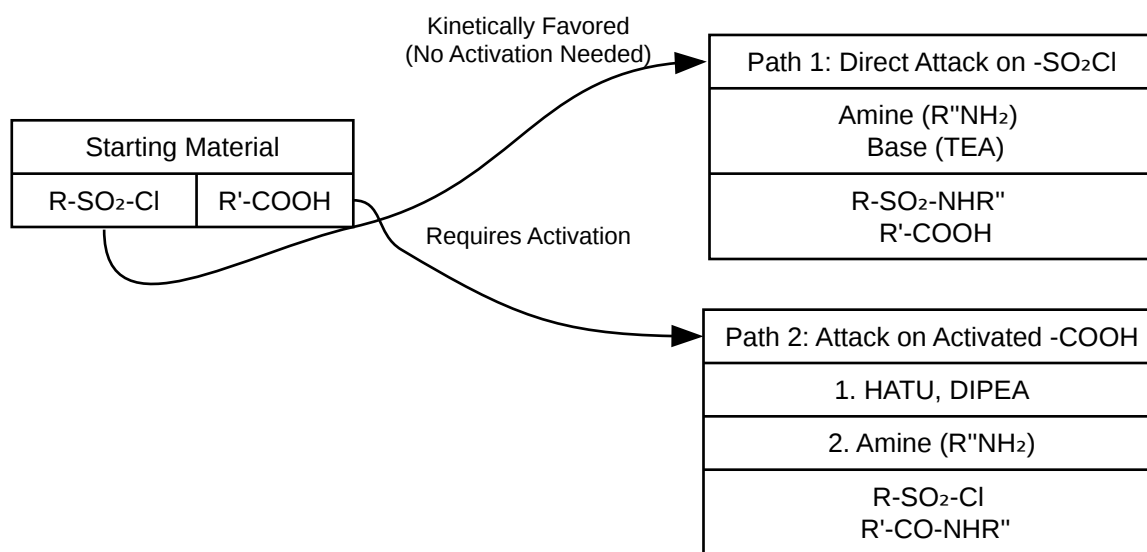 Kinetically Favored
(No Activation Needed)
Path 1: Direct Attack on -SO₂Cl
Amine (R"NH₂)
Base (TEA)
R-SO₂-NHR"
R'-COOH
Starting Material
R-SO₂-Cl
R'-COOH
Requires Activation
Path 2: Attack on Activated -COOH
1. HATU, DIPEA
2. Amine (R"NH₂)
R-SO₂-Cl
R'-CO-NHR"